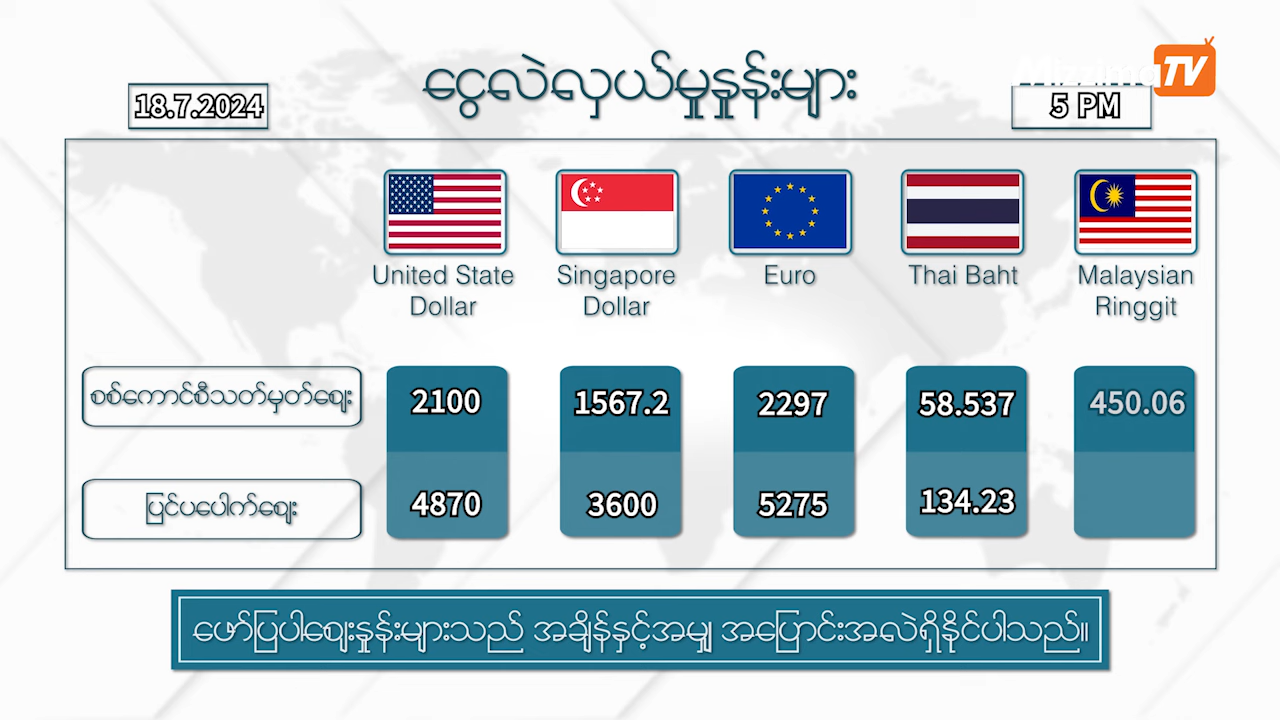 ငွေလဲလှယ်မှုနှုန်းများ
MizzimaTV
18.7.2024
5 PM
United State Dollar
Singapore Dollar
Euro
Thai Baht
Malaysian Ringgit
စစ်ကောင်စီသတ်မှတ်ဈေး 2100 1567.2 2297 58.537 450.06
ပြင်ပပေါက်ဈေး 4870 3600 5275 134.23
ဖော်ပြပါဈေးနှုန်းများသည် အချိန်နှင့်အမျှ အပြောင်းအလဲရှိနိုင်ပါသည်။